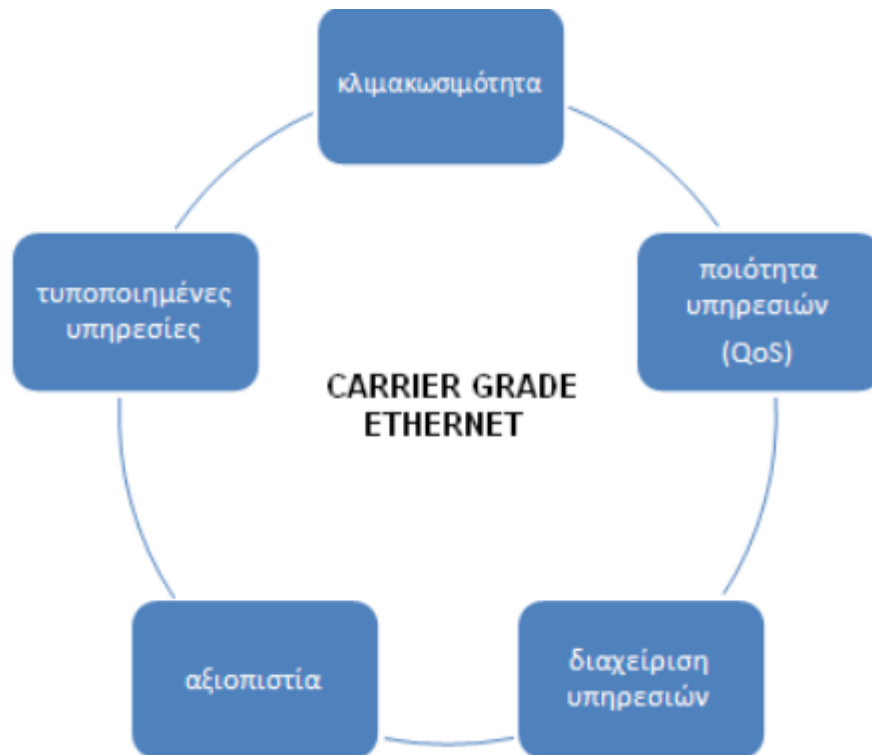 κλιμακωσιμότητα
ποιότητα
υπηρεσιών
(QoS)
διαχείριση
υπηρεσιών
αξιοπιστία
τυποποιημένες
υπηρεσίες
CARRIER GRADE
ETHERNET